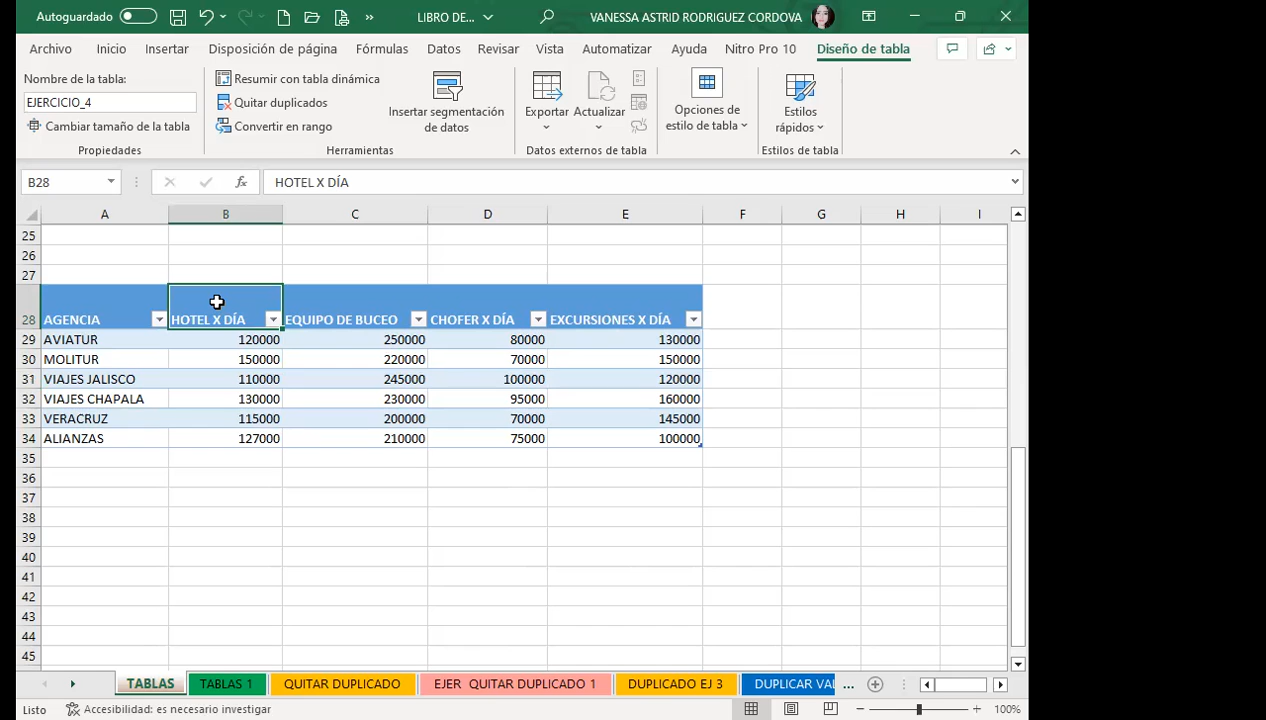 Autoguardado LIBRO DE... VANESSA ASTRID RODRIGUEZ CORDOVA
Archivo Inicio Insertar Disposición de página Fórmulas Datos Revisar Vista Automatizar Ayuda Nitro Pro 10 Diseño de tabla
Nombre de la tabla:
EJERCICIO_4
Cambiar tamaño de la tabla
Propiedades
Resumir con tabla dinámica
Quitar duplicados
Convertir en rango
Insertar segmentación
de datos
Herramientas
Exportar
Actualizar
Datos externos de tabla
Opciones de
estilo de tabla
Estilos
rápidos
Estilos de tabla
B28 fx HOTEL X DÍA
A B C D E F G H I
25
26
27
28 AGENCIA HOTEL X DÍA EQUIPO DE BUCEO CHOFER X DÍA EXCURSIONES X DÍA
29 AVIATUR 120000 250000 80000 130000
30 MOLITUR 150000 220000 70000 150000
31 VIAJES JALISCO 110000 245000 100000 120000
32 VIAJES CHAPALA 130000 230000 95000 160000
33 VERACRUZ 115000 200000 70000 145000
34 ALIANZAS 127000 210000 75000 100000
35
36
37
38
39
40
41
42
43
44
45
TABLAS TABLAS 1 QUITAR DUPLICADO EJER QUITAR DUPLICADO 1 DUPLICADO EJ 3 DUPLICAR VAL ...
Listo Accesibilidad: es necesario investigar 100%